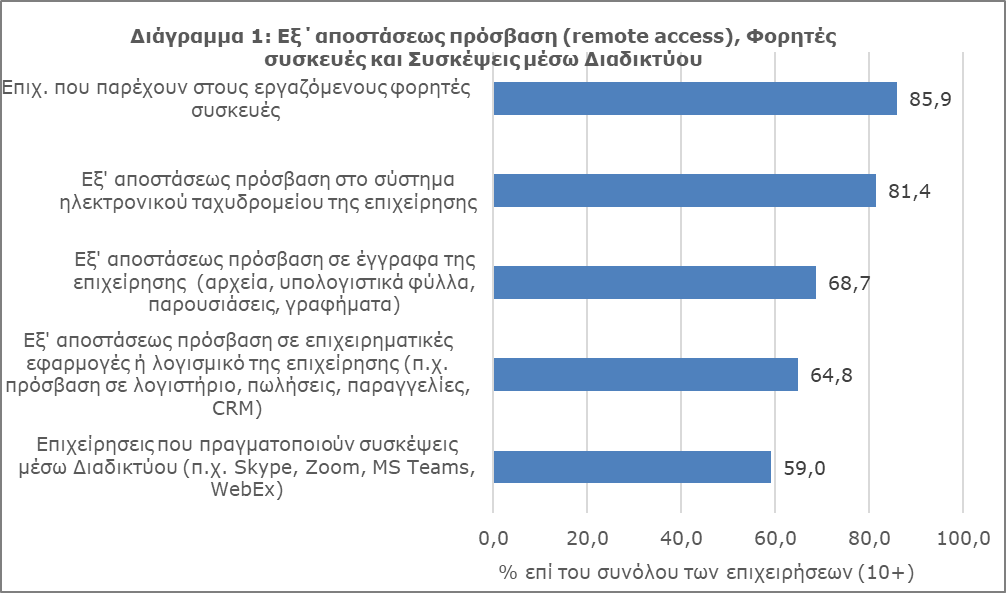 Διάγραμμα 1: Εξ΄αποστάσεως πρόσβαση (remote access), Φορητές
συσκευές και Συσκέψεις μέσω Διαδικτύου
Επιχ. που παρέχουν στους εργαζόμενους φορητές
συσκευές
85,9
Εξ' αποστάσεως πρόσβαση στο σύστημα
ηλεκτρονικού ταχυδρομείου της επιχείρησης
81,4
Εξ' αποστάσεως πρόσβαση σε έγγραφα της
επιχείρησης (αρχεία, υπολογιστικά φύλλα,
παρουσιάσεις, γραφήματα)
68,7
Εξ' αποστάσεως πρόσβαση σε επιχειρηματικές
εφαρμογές ή λογισμικό της επιχείρησης (π.χ.
πρόσβαση σε λογιστήριο, πωλήσεις, παραγγελίες,
CRM)
64,8
Επιχείρησεις που πραγματοποιούν συσκέψεις
μέσω Διαδικτύου (π.χ. Skype, Zoom, MS Teams,
WebEx)
59,0
0,0 20,0 40,0 60,0 80,0 100,0
% επί του συνόλου των επιχειρήσεων (10+)